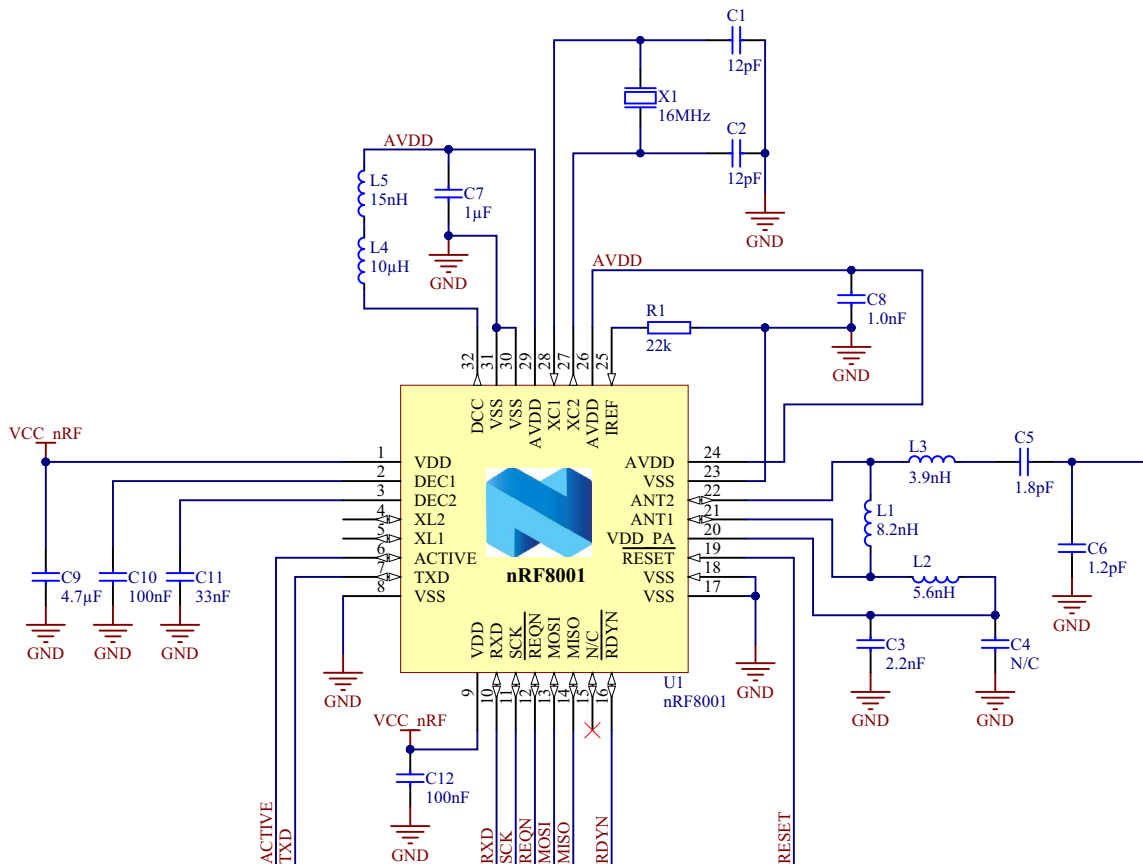 C1
12pF
X1
16MHz
C2
12pF
GND
AVDD
L5
15nH
C7
1µF
L4
10µH
GND
AVDD
C8
1.0nF
GND
R1
22k
32
31
30
29
28
27
26
25
DCC
VSS
VSS
AVDD
XC1
XC2
AVDD
IREF
VCC_nRF
1
VDD
2
DEC1
3
DEC2
4
XL2
5
XL1
6
ACTIVE
7
TXD
8
VSS
24
AVDD
23
VSS
22
ANT2
21
ANT1
20
VDD_PA
19
RESET
18
VSS
17
VSS
nRF8001
L3
3.9nH
C5
1.8pF
L1
8.2nH
L2
5.6nH
C6
1.2pF
GND
C9
4.7µF
GND
C10
100nF
GND
C11
33nF
GND
C3
2.2nF
GND
C4
N/C
GND
GND
GND
VDD
RXD
SCK
REQN
MOSI
MISO
N/C
RDYN
9
10
11
12
13
14
15
16
U1
nRF8001
VCC_nRF
C12
100nF
GND
ACTIVE
TXD
RXD
SCK
REQN
MOSI
MISO
RDYN
RESET